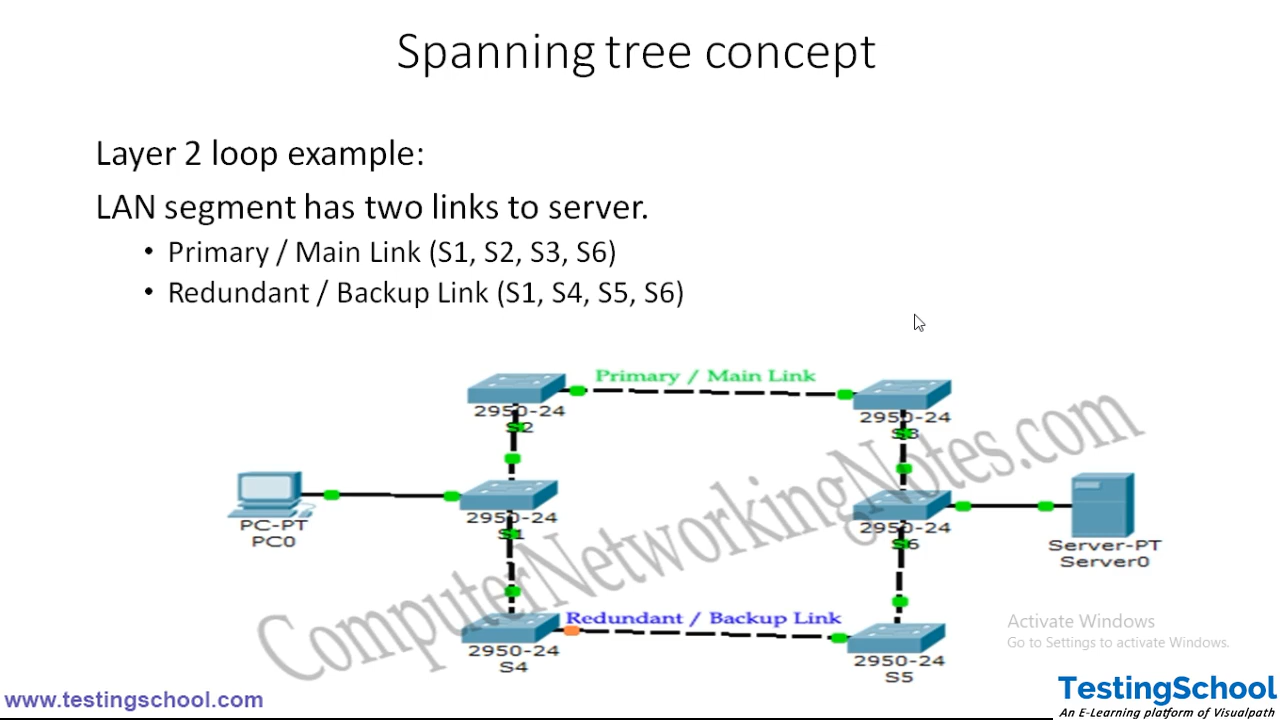 Spanning tree concept
Layer 2 loop example:
LAN segment has two links to server.
• Primary / Main Link (S1, S2, S3, S6)
• Redundant / Backup Link (S1, S4, S5, S6)
Primary / Main Link
2950-24
S2
2950-24
S3
PC-PT
PC0
2950-24
S1
2950-24
S6
Server-PT
Server0
ComputerNetworkingNotes.com
Redundant / Backup Link
2950-24
S4
2950-24
S5
Activate Windows
Go to Settings to activate Windows.
www.testingschool.com
TestingSchool
An E-Learning platform of Visualpath